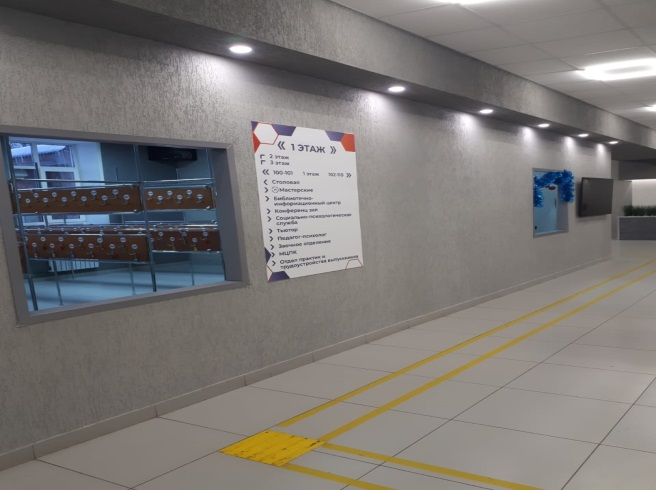 « 1 ЭТАЖ »
2 этаж
3 этаж
« 100-101 1 этаж 102-115 »
Столовая
Мастерские
Библиотечно-
информационный центр
Конференц зал
Социально-психологическая
служба
Тьютор
Педагог-психолог
Заочное отделение
МЦПК
Отдел практик и
трудоустройства выпускников